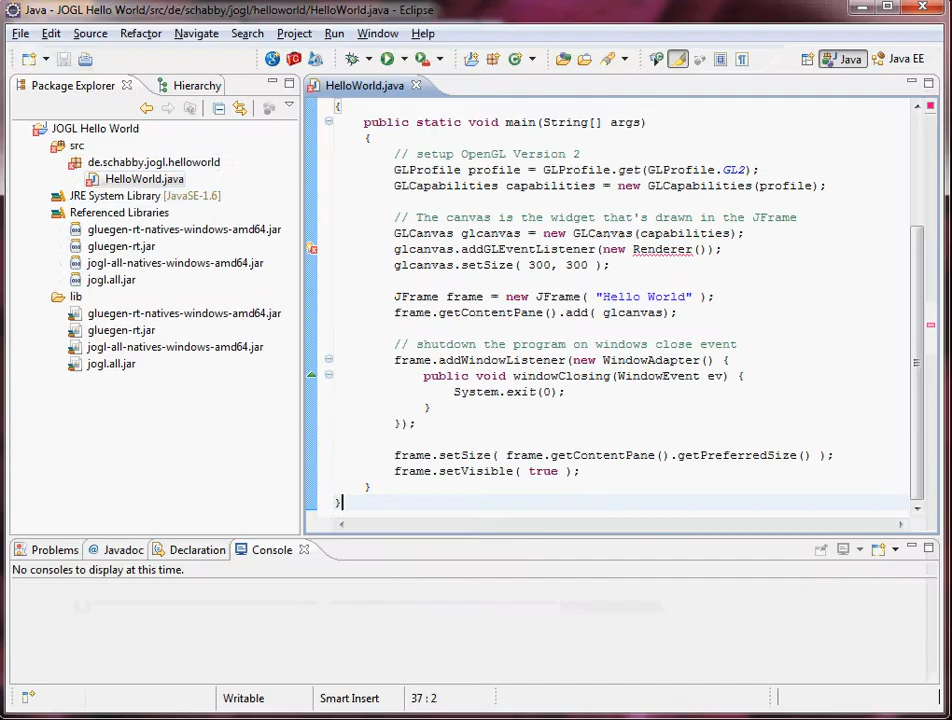 Java - JOGL Hello World/src/de/schabby/jogl/helloworld/HelloWorld.java - Eclipse
File Edit Source Refactor Navigate Search Project Run Window Help
Java Java EE
Package Explorer Hierarchy
JOGL Hello World
src
de.schabby.jogl.helloworld
HelloWorld.java
JRE System Library [JavaSE-1.6]
Referenced Libraries
gluegen-rt-natives-windows-amd64.jar
gluegen-rt.jar
jogl-all-natives-windows-amd64.jar
jogl.all.jar
lib
gluegen-rt-natives-windows-amd64.jar
gluegen-rt.jar
jogl-all-natives-windows-amd64.jar
jogl.all.jar
HelloWorld.java
{
public static void main(String[] args)
{
// setup OpenGL Version 2
GLProfile profile = GLProfile.get(GLProfile.GL2);
GLCapabilities capabilities = new GLCapabilities(profile);
// The canvas is the widget that's drawn in the JFrame
GLCanvas glcanvas = new GLCanvas(capabilities);
glcanvas.addGLEventListener(new Renderer());
glcanvas.setSize( 300, 300 );
JFrame frame = new JFrame( "Hello World" );
frame.getContentPane().add( glcanvas);
// shutdown the program on windows close event
frame.addWindowListener(new WindowAdapter() {
public void windowClosing(WindowEvent ev) {
System.exit(0);
}
});
frame.setSize( frame.getContentPane().getPreferredSize() );
frame.setVisible( true );
}
}
Problems Javadoc Declaration Console
No consoles to display at this time.
Writable Smart Insert 37 : 2